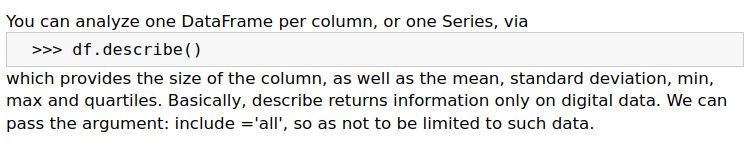 You can analyze one DataFrame per column, or one Series, via
>>> df.describe()
which provides the size of the column, as well as the mean, standard deviation, min,
max and quartiles. Basically, describe returns information only on digital data. We can
pass the argument: include ='all', so as not to be limited to such data.